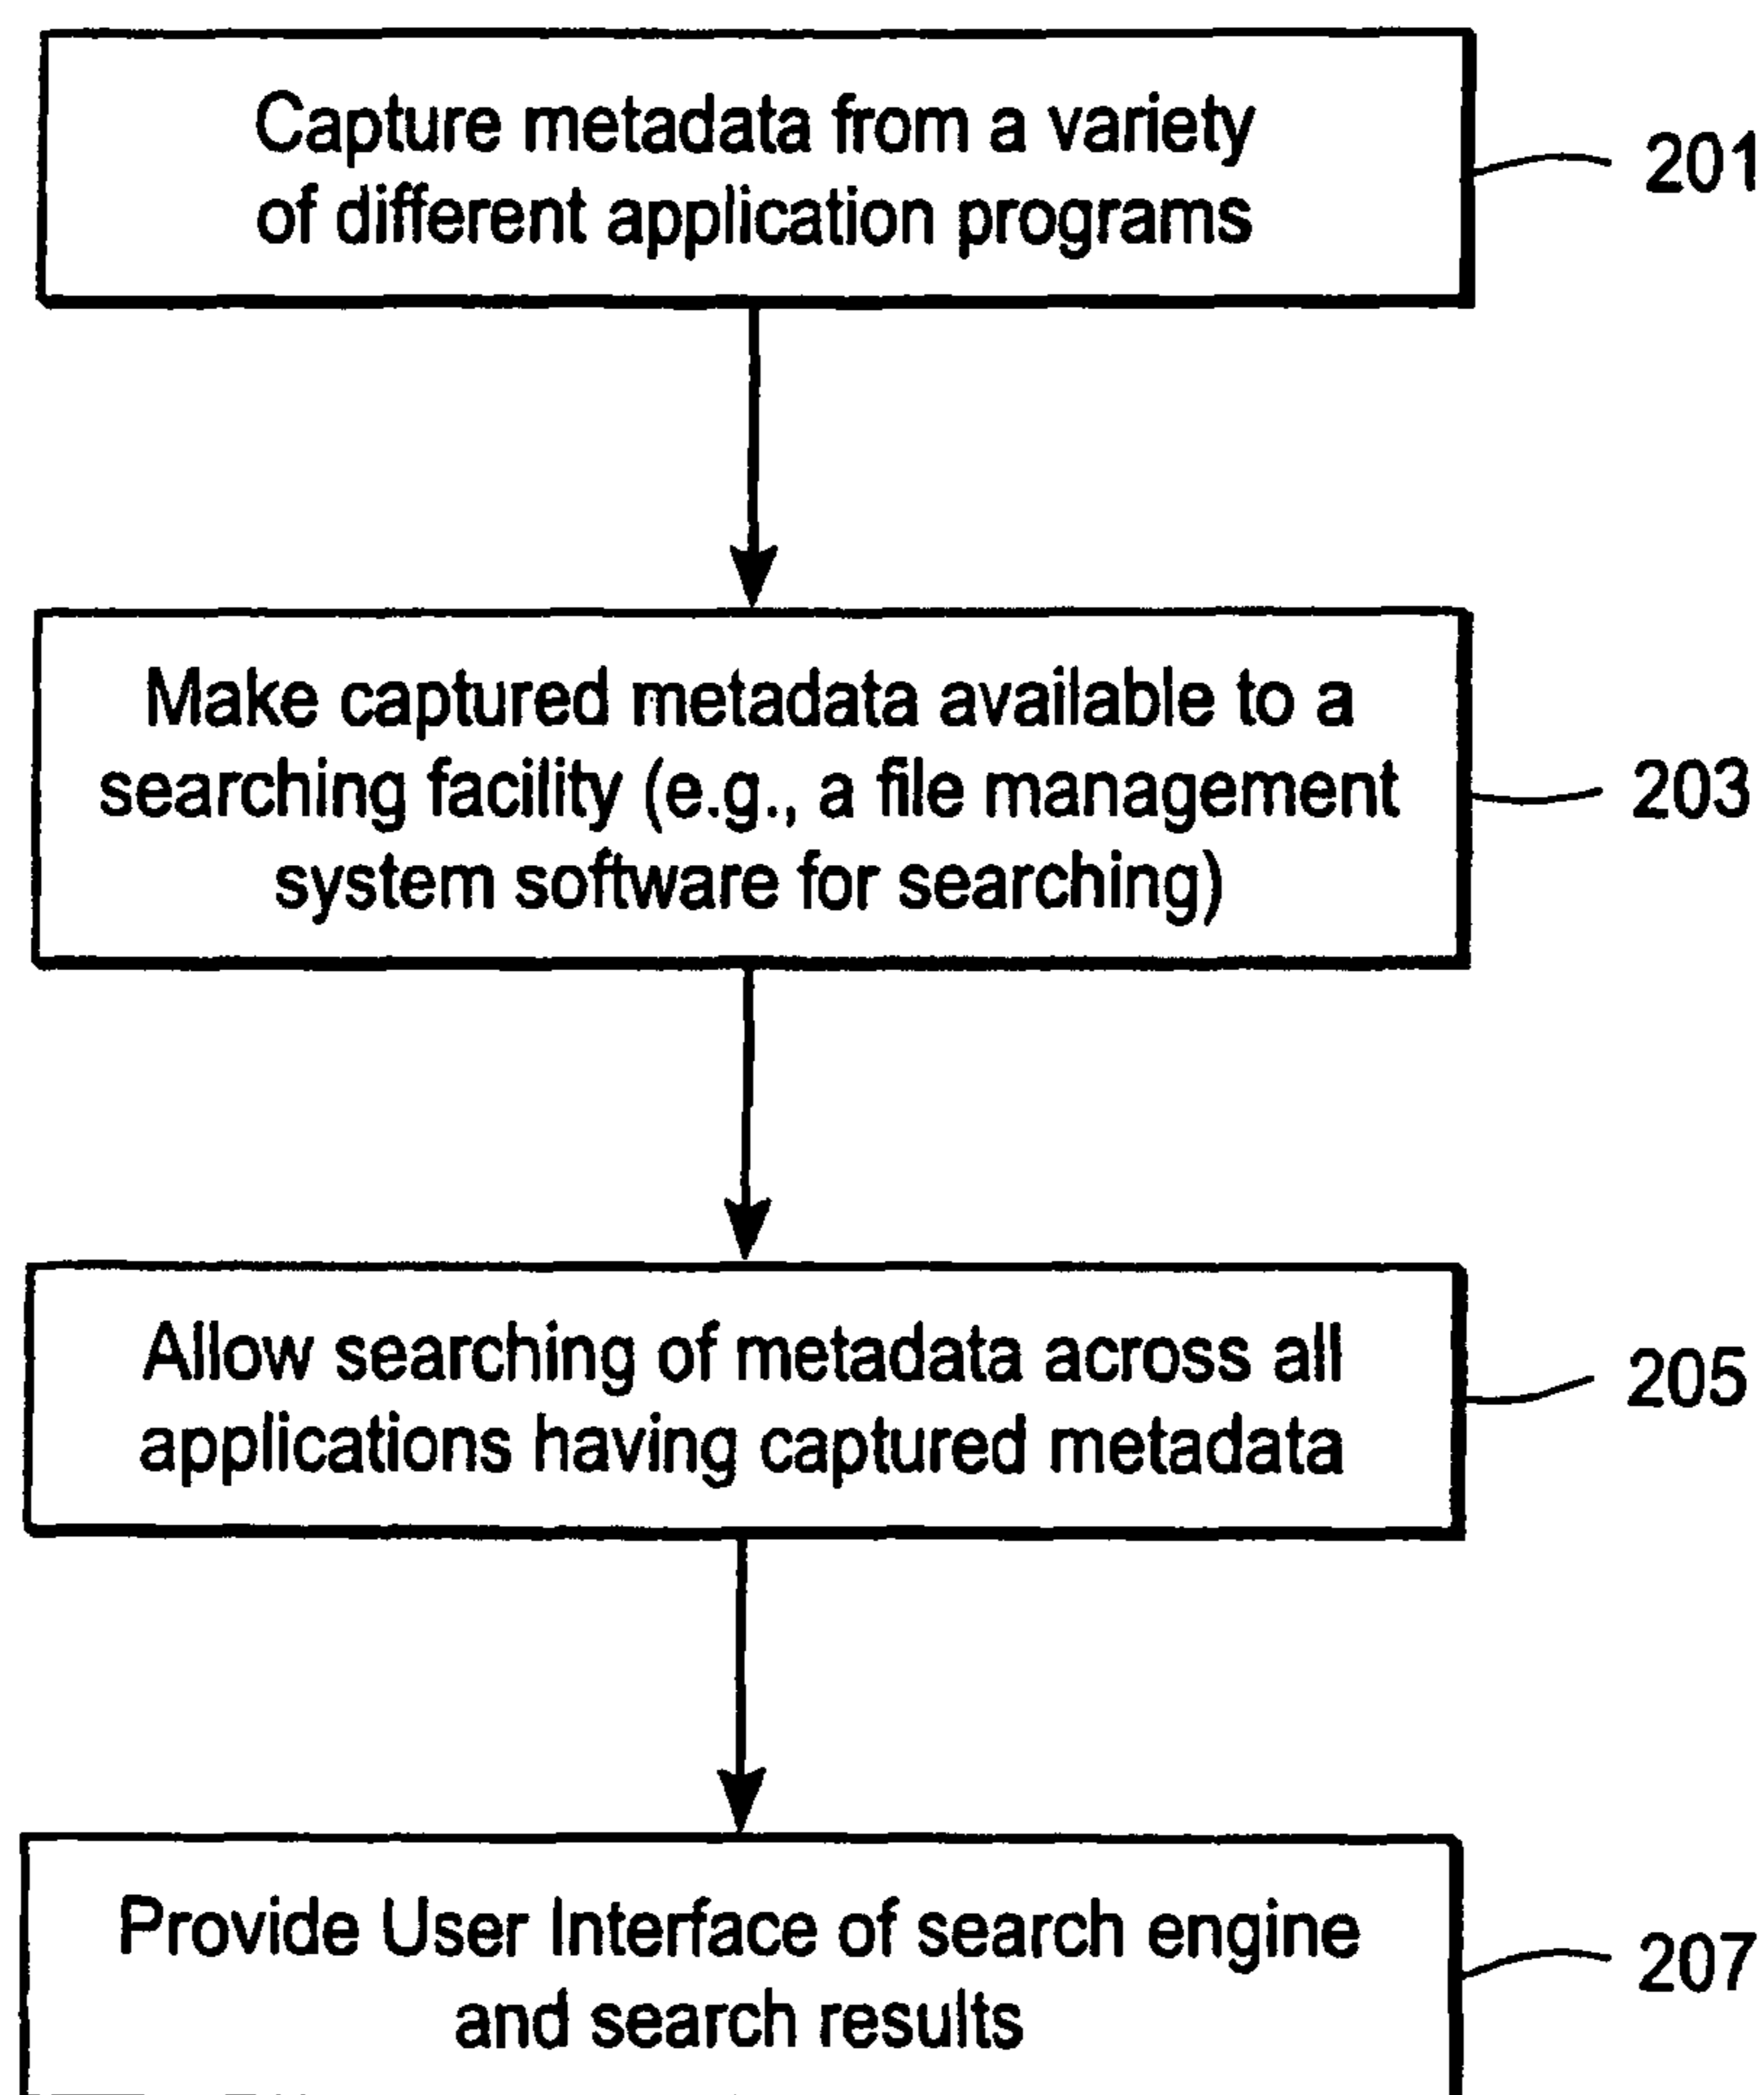 Capture metadata from a variety
of different application programs
201
Make captured metadata available to a
searching facility (e.g., a file management
system software for searching)
203
Allow searching of metadata across all
applications having captured metadata
205
Provide User Interface of search engine
and search results
207